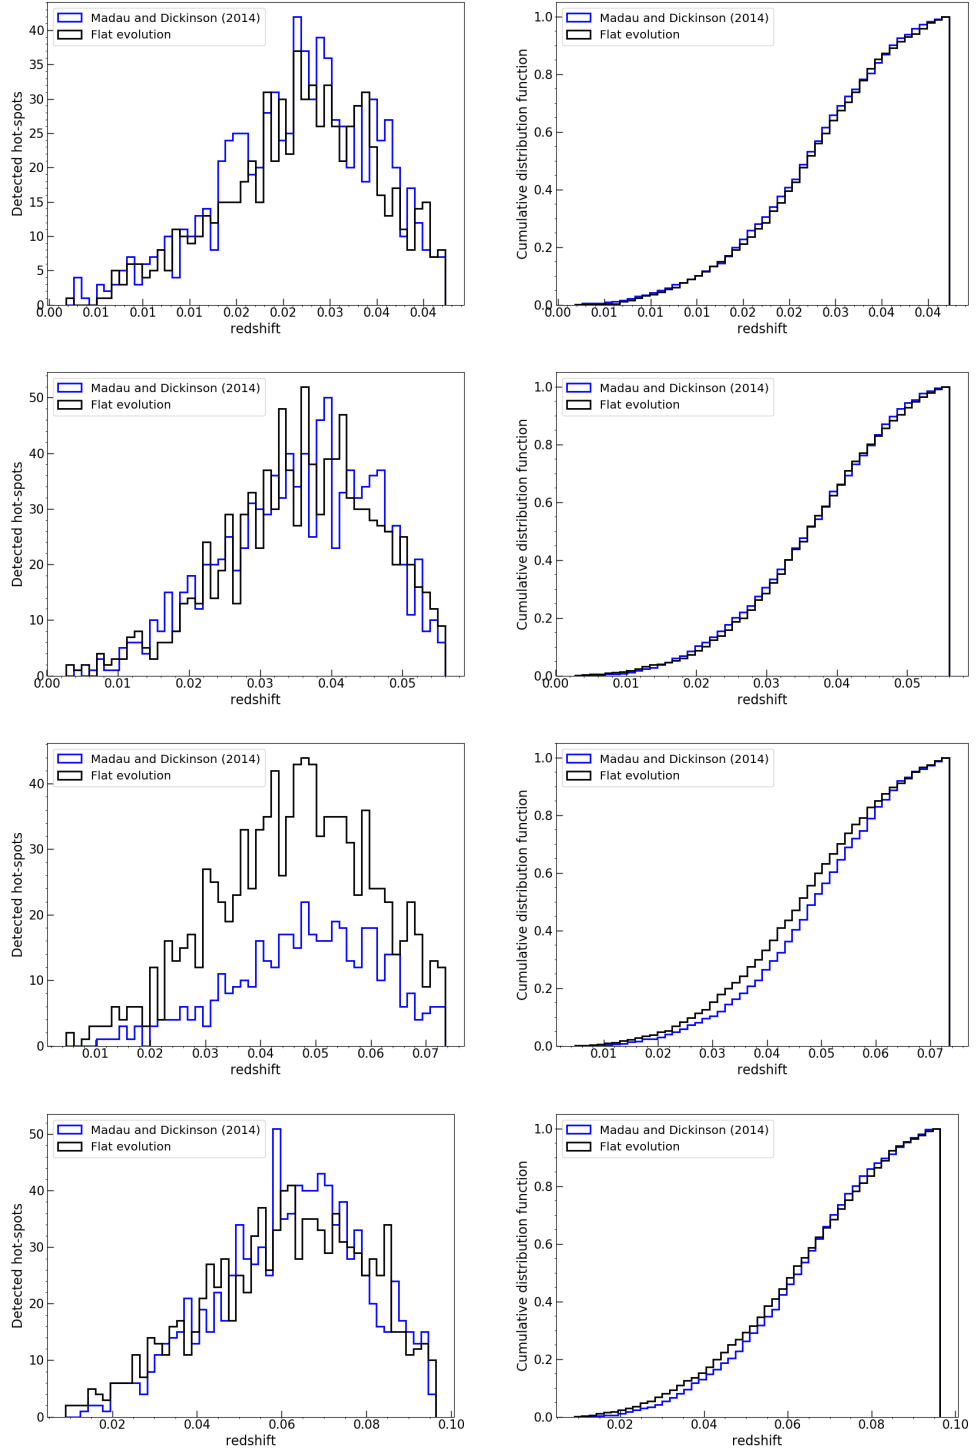 Madau and Dickinson (2014)
Flat evolution
Detected hot-spots
40
35
30
25
20
15
10
5
0
0.00 0.01 0.01 0.02 0.02 0.03 0.04 0.04
redshift
Madau and Dickinson (2014)
Flat evolution
Cumulative distribution function
1.0
0.8
0.6
0.4
0.2
0.0
0.00 0.01 0.01 0.02 0.02 0.03 0.04 0.04
redshift
Madau and Dickinson (2014)
Flat evolution
Detected hot-spots
50
40
30
20
10
0
0.00 0.01 0.02 0.03 0.04 0.05
redshift
Madau and Dickinson (2014)
Flat evolution
Cumulative distribution function
1.0
0.8
0.6
0.4
0.2
0.0
0.00 0.01 0.02 0.03 0.04 0.05
redshift
Madau and Dickinson (2014)
Flat evolution
Detected hot-spots
40
30
20
10
0
0.01 0.02 0.03 0.04 0.05 0.06 0.07
redshift
Madau and Dickinson (2014)
Flat evolution
Cumulative distribution function
1.0
0.8
0.6
0.4
0.2
0.0
0.01 0.02 0.03 0.04 0.05 0.06 0.07
redshift
Madau and Dickinson (2014)
Flat evolution
Detected hot-spots
50
40
30
20
10
0
0.02 0.04 0.06 0.08 0.10
redshift
Madau and Dickinson (2014)
Flat evolution
Cumulative distribution function
1.0
0.8
0.6
0.4
0.2
0.0
0.02 0.04 0.06 0.08 0.10
redshift